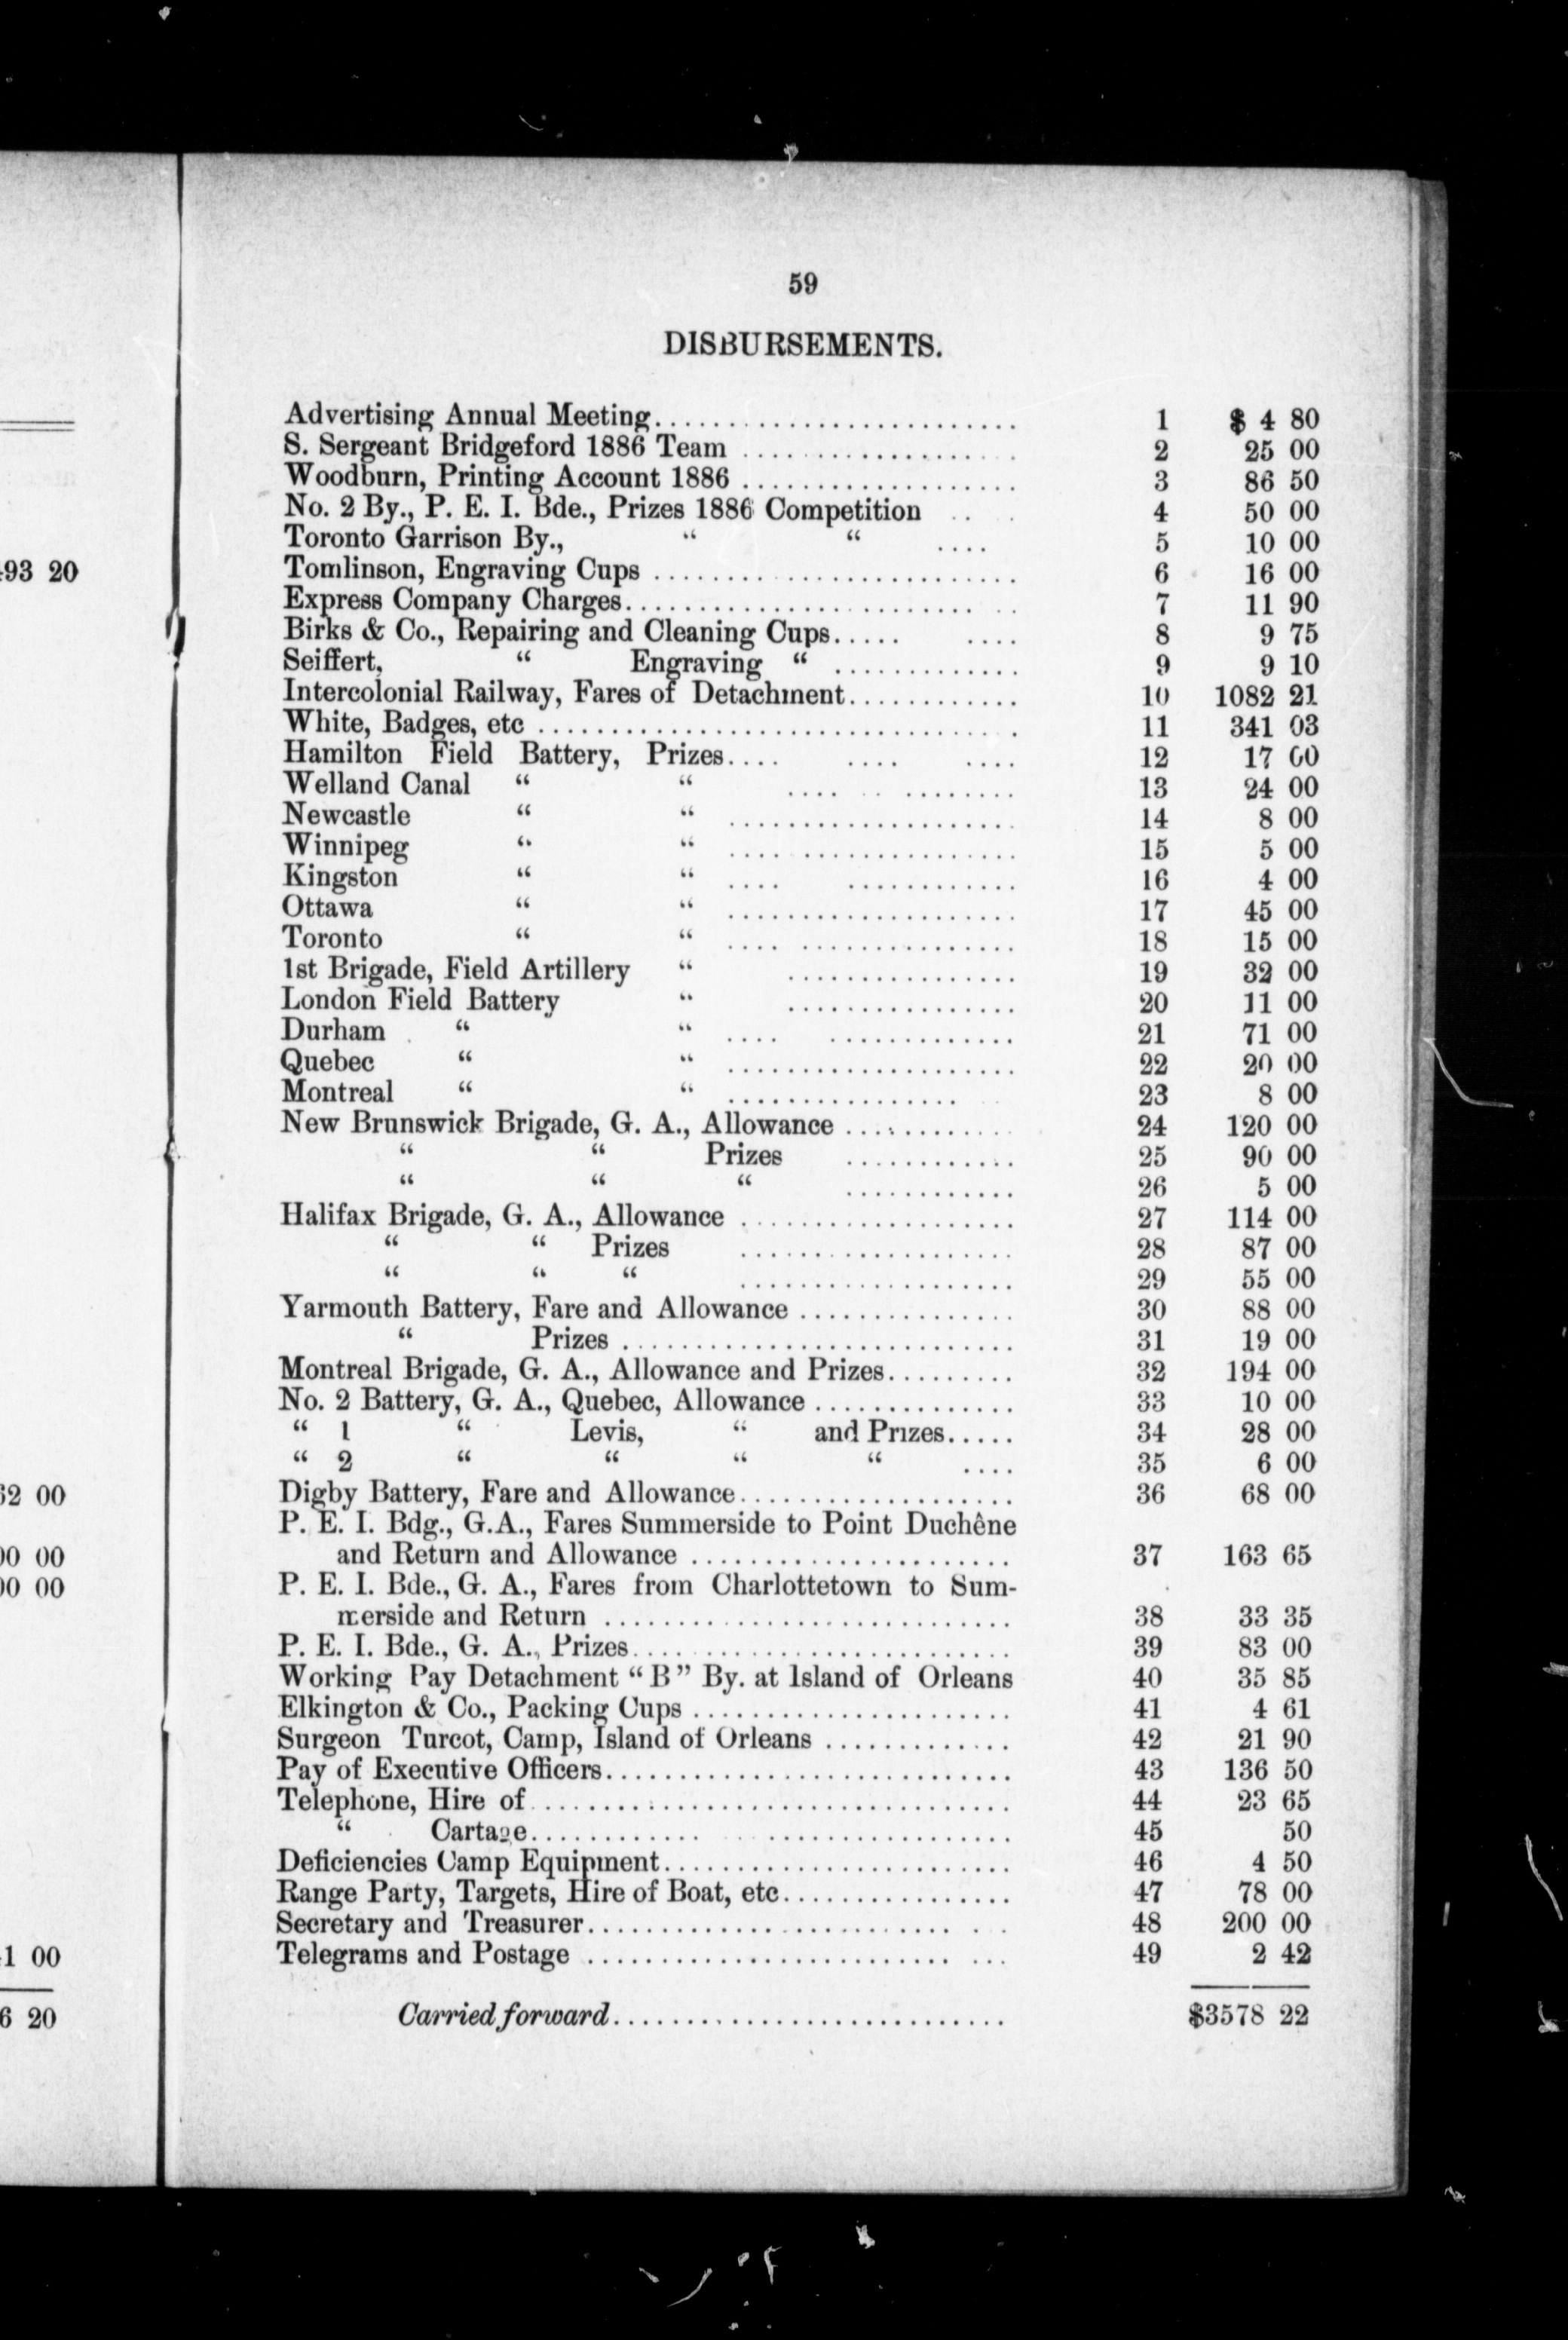 59
DISBURSEMENTS.
Advertising Annual Meeting.......................... 1 $ 4 80
S. Sergeant Bridgeford 1886 Team .................... 2 25 00
Woodburn, Printing Account 1886 ................... 3 86 50
No. 2 By., P. E. I. Bde., Prizes 1886 Competition .. . 4 50 00
Toronto Garrison By., “ “ .... 5 10 00
Tomlinson, Engraving Cups ......................... 6 16 00
Express Company Charges.......................... 7 11 90
Birks & Co., Repairing and Cleaning Cups..... .... 8 9 75
Seiffert, “ Engraving “ ............. 9 9 10
Intercolonial Railway, Fares of Detachment............ 10 1082 21
White, Badges, etc ................................. 11 341 03
Hamilton Field Battery, Prizes.... .... .... 12 17 00
Welland Canal “ “ .... .. ........ 13 24 00
Newcastle “ “ .................... 14 8 00
Winnipeg “ “ .................... 15 5 00
Kingston “ “ .... ............ 16 4 00
Ottawa “ “ .................... 17 45 00
Toronto “ “ .... ............... 18 15 00
1st Brigade, Field Artillery “ ................ 19 32 00
London Field Battery “ ................ 20 11 00
Durham “ “ .... ............. 21 71 00
Quebec “ “ .................... 22 20 00
Montreal “ “ ................ 23 8 00
New Brunswick Brigade, G. A., Allowance ............ 24 120 00
“ “ Prizes ............ 25 90 00
“ “ “ ............ 26 5 00
Halifax Brigade, G. A., Allowance ................... 27 114 00
“ “ Prizes ................... 28 87 00
“ “ “ ................... 29 55 00
Yarmouth Battery, Fare and Allowance ............... 30 88 00
“ Prizes ........................... 31 19 00
Montreal Brigade, G. A., Allowance and Prizes......... 32 194 00
No. 2 Battery, G. A., Quebec, Allowance .............. 33 10 00
“ 1 “ Levis, “ and Prizes..... 34 28 00
“ 2 “ “ “ “ .... 35 6 00
Digby Battery, Fare and Allowance................... 36 68 00
P. E. I. Bdg., G.A., Fares Summerside to Point Duchêne
and Return and Allowance ...................... 37 163 65
P. E. I. Bde., G. A., Fares from Charlottetown to Sum-
merside and Return ............................ 38 33 35
P. E. I. Bde., G. A., Prizes.......................... 39 83 00
Working Pay Detachment “B” By. at Island of Orleans 40 35 85
Elkington & Co., Packing Cups ...................... 41 4 61
Surgeon Turcot, Camp, Island of Orleans ............. 42 21 90
Pay of Executive Officers............................ 43 136 50
Telephone, Hire of................................. 44 23 65
“ Cartage............ ................. 45 50
Deficiencies Camp Equipment........................ 46 4 50
Range Party, Targets, Hire of Boat, etc................ 47 78 00
Secretary and Treasurer......................... .. 48 200 00
Telegrams and Postage ......................... ... 49 2 42
Carried forward........................... $3578 22
93 20
2 00
00 00
00 00
1 00
6 20